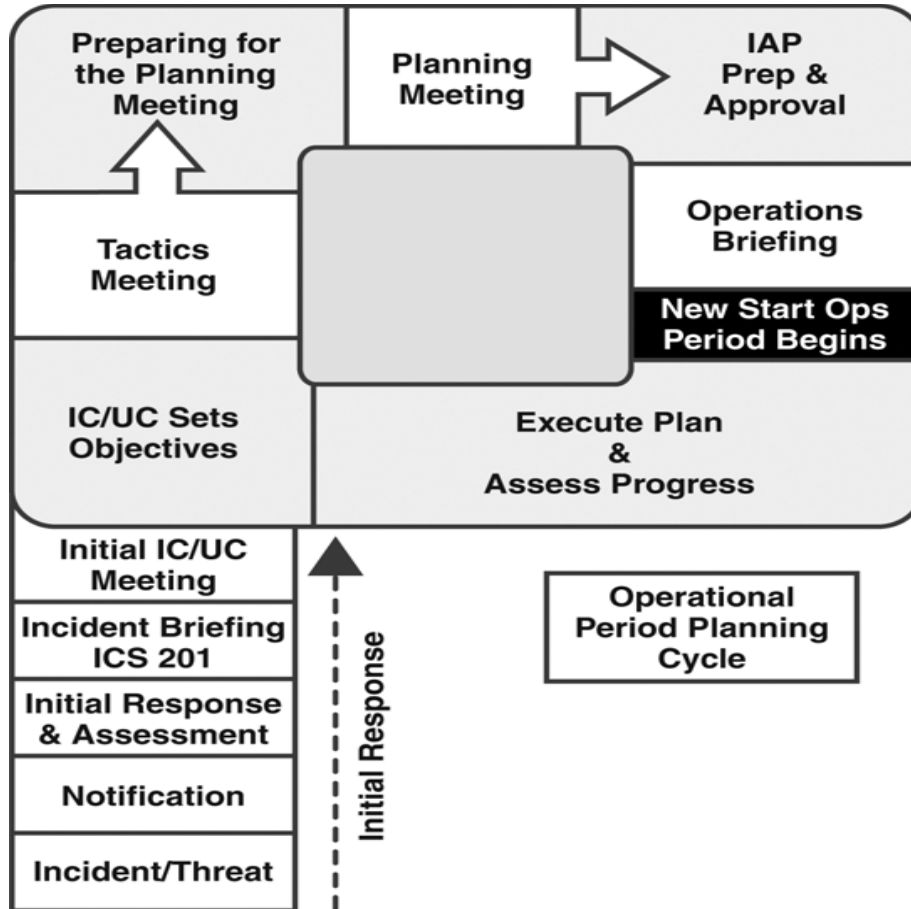 Preparing for
the Planning
Meeting
Planning
Meeting
IAP
Prep &
Approval
Tactics
Meeting
Operations
Briefing
New Start Ops
Period Begins
IC/UC Sets
Objectives
Execute Plan
&
Assess Progress
Initial IC/UC
Meeting
Incident Briefing
ICS 201
Initial Response
& Assessment
Notification
Incident/Threat
Initial Response
Operational
Period Planning
Cycle